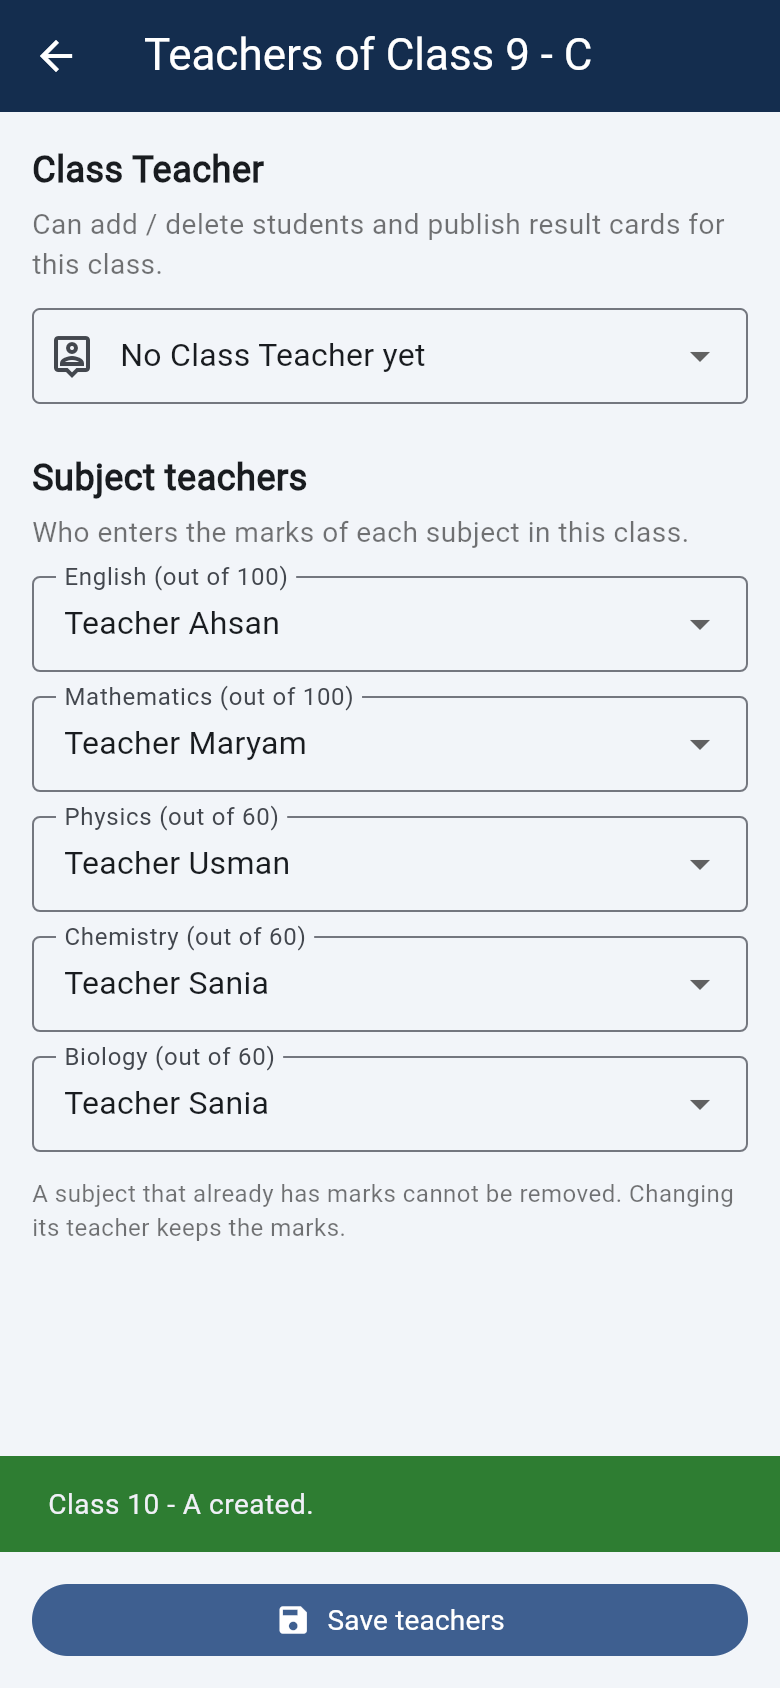 Teachers of Class 9 - C
Class Teacher
Can add / delete students and publish result cards for
this class.
No Class Teacher yet
Subject teachers
Who enters the marks of each subject in this class.
English (out of 100)
Teacher Ahsan
Mathematics (out of 100)
Teacher Maryam
Physics (out of 60)
Teacher Usman
Chemistry (out of 60)
Teacher Sania
Biology (out of 60)
Teacher Sania
A subject that already has marks cannot be removed. Changing
its teacher keeps the marks.
Class 10 - A created.
Save teachers